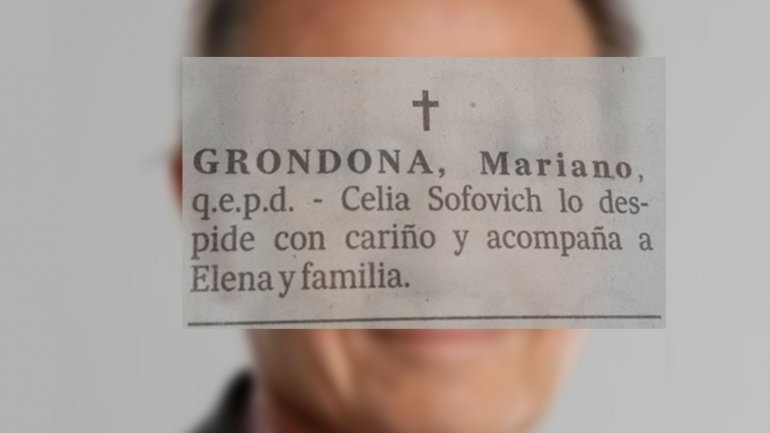 GRONDONA, Mariano,
q.e.p.d. - Celia Sofovich lo des-
pide con cariño y acompaña a
Elena y familia.